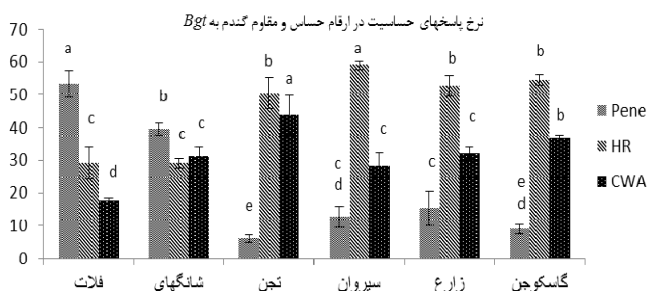 نرخ پاسخهای حساسیت در ارقام حساس و مقاوم گندم به Bgt
70
60
50
40
30
20
10
0
a c d
b c c
e b a
c d a c
c b c
e d b b
فلات شانگهای تجن سیروان زارع گاسکوجن
Pene
HR
CWA